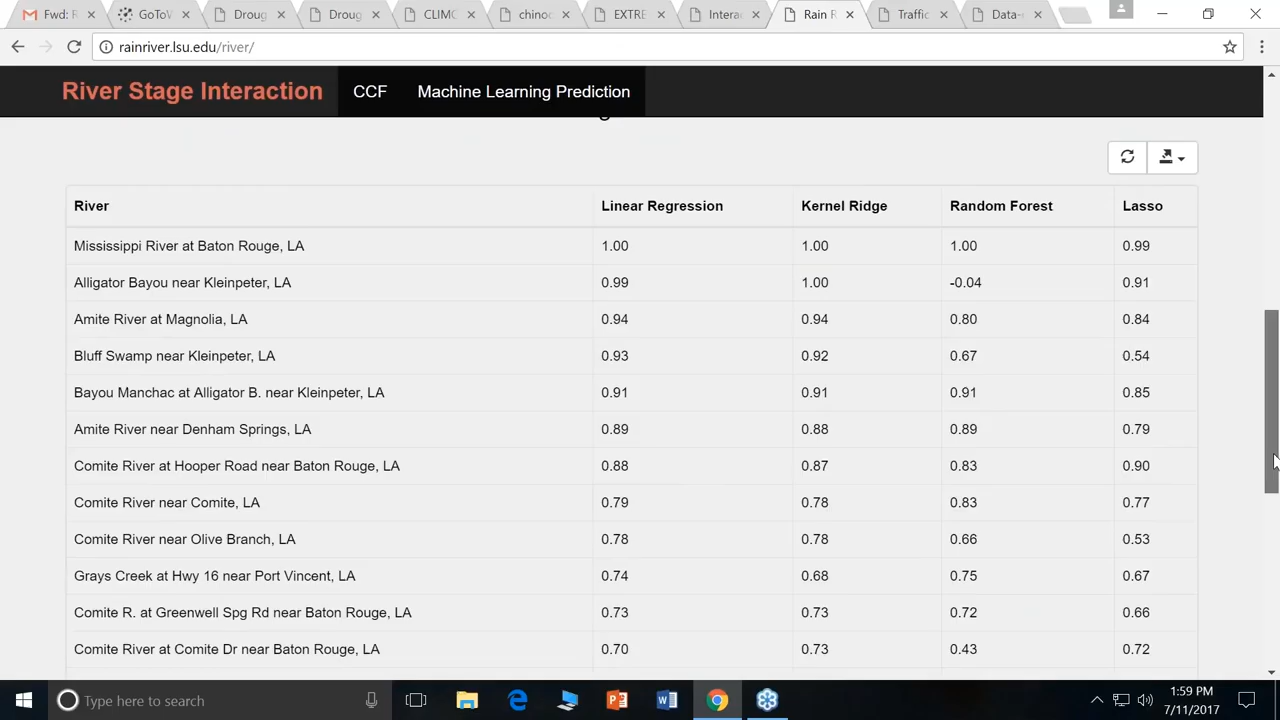 Fwd: R
GoToW
Droug
Droug
CLIMC
chinoc
EXTRE
Intera
Rain R
Traffic
Data-
rainriver.lsu.edu/river/
River Stage Interaction CCF Machine Learning Prediction
River Linear Regression Kernel Ridge Random Forest Lasso
Mississippi River at Baton Rouge, LA 1.00 1.00 1.00 0.99
Alligator Bayou near Kleinpeter, LA 0.99 1.00 -0.04 0.91
Amite River at Magnolia, LA 0.94 0.94 0.80 0.84
Bluff Swamp near Kleinpeter, LA 0.93 0.92 0.67 0.54
Bayou Manchac at Alligator B. near Kleinpeter, LA 0.91 0.91 0.91 0.85
Amite River near Denham Springs, LA 0.89 0.88 0.89 0.79
Comite River at Hooper Road near Baton Rouge, LA 0.88 0.87 0.83 0.90
Comite River near Comite, LA 0.79 0.78 0.83 0.77
Comite River near Olive Branch, LA 0.78 0.78 0.66 0.53
Grays Creek at Hwy 16 near Port Vincent, LA 0.74 0.68 0.75 0.67
Comite R. at Greenwell Spg Rd near Baton Rouge, LA 0.73 0.73 0.72 0.66
Comite River at Comite Dr near Baton Rouge, LA 0.70 0.73 0.43 0.72
Type here to search
1:59 PM
7/11/2017